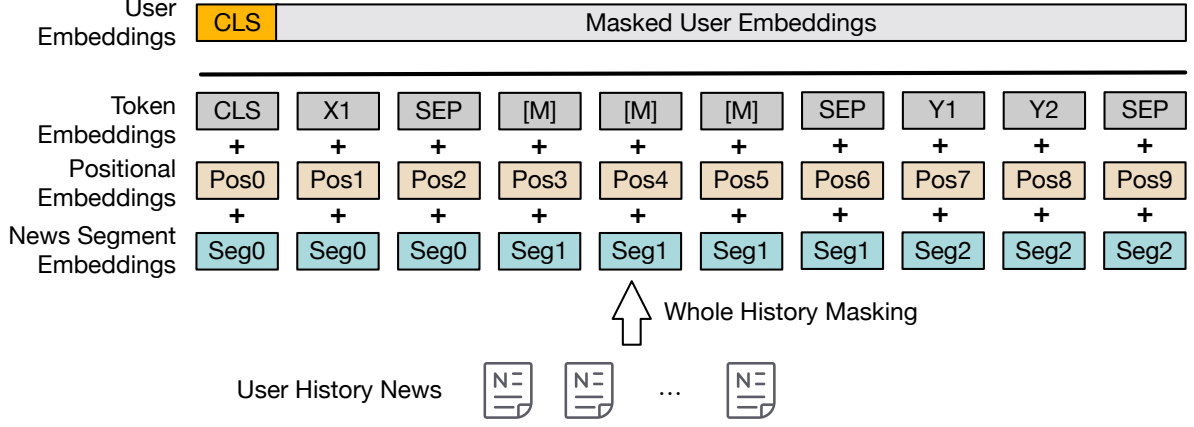 User
Embeddings
CLS
Masked User Embeddings
Token
Embeddings
CLS X1 SEP [M] [M] [M] SEP Y1 Y2 SEP
+ + + + + + + + + +
Positional
Embeddings
Pos0 Pos1 Pos2 Pos3 Pos4 Pos5 Pos6 Pos7 Pos8 Pos9
+ + + + + + + + + +
News Segment
Embeddings
Seg0 Seg0 Seg0 Seg1 Seg1 Seg1 Seg1 Seg2 Seg2 Seg2
Whole History Masking
User History News
N N ... N